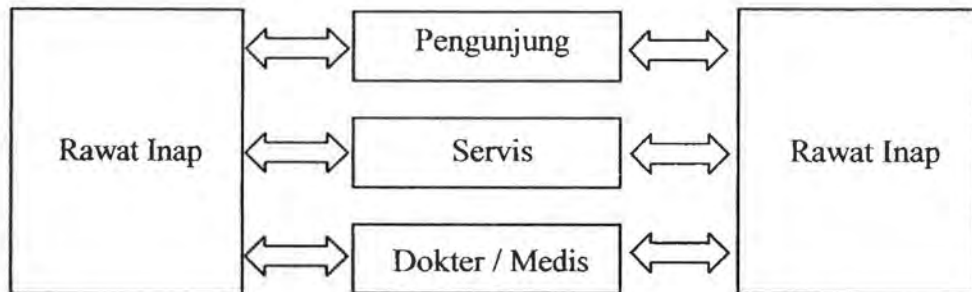 Rawat Inap
Pengunjung
Servis
Dokter / Medis
Rawat Inap